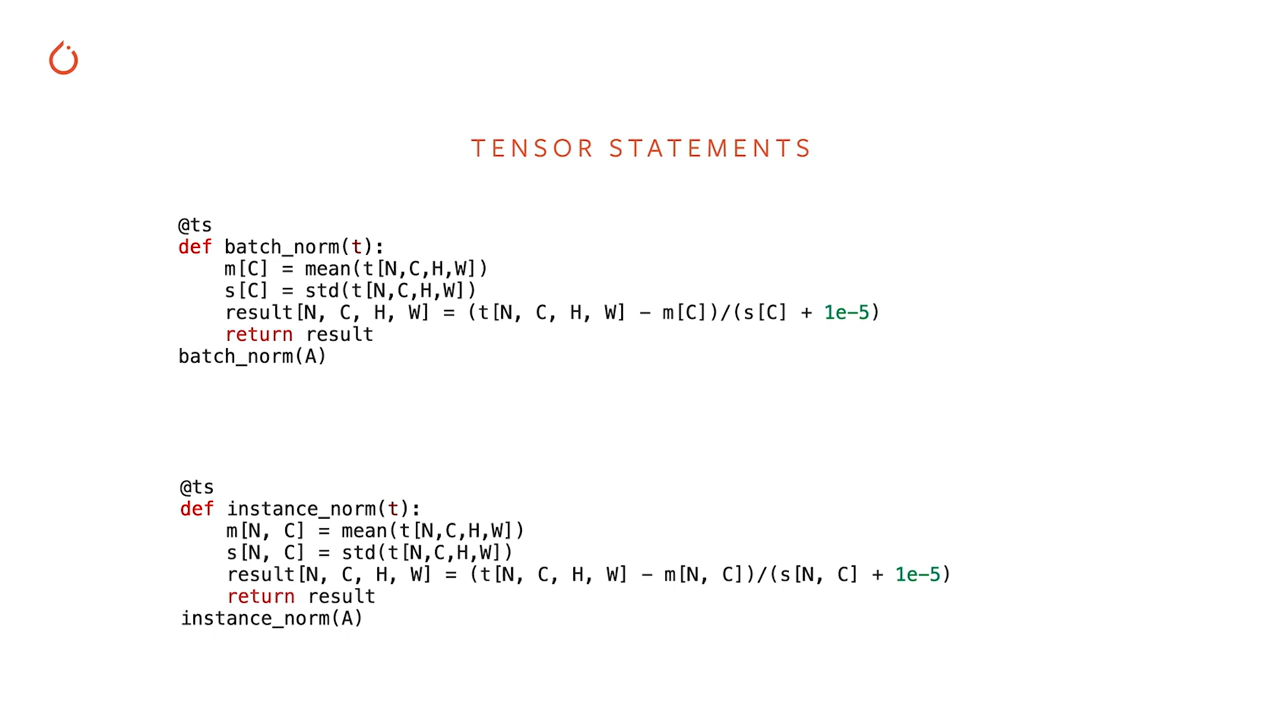 TENSOR STATEMENTS
@ts
def batch_norm(t):
    m[C] = mean(t[N,C,H,W])
    s[C] = std(t[N,C,H,W])
    result[N, C, H, W] = (t[N, C, H, W] - m[C])/(s[C] + 1e-5)
    return result
batch_norm(A)
@ts
def instance_norm(t):
    m[N, C] = mean(t[N,C,H,W])
    s[N, C] = std(t[N,C,H,W])
    result[N, C, H, W] = (t[N, C, H, W] - m[N, C])/(s[N, C] + 1e-5)
    return result
instance_norm(A)